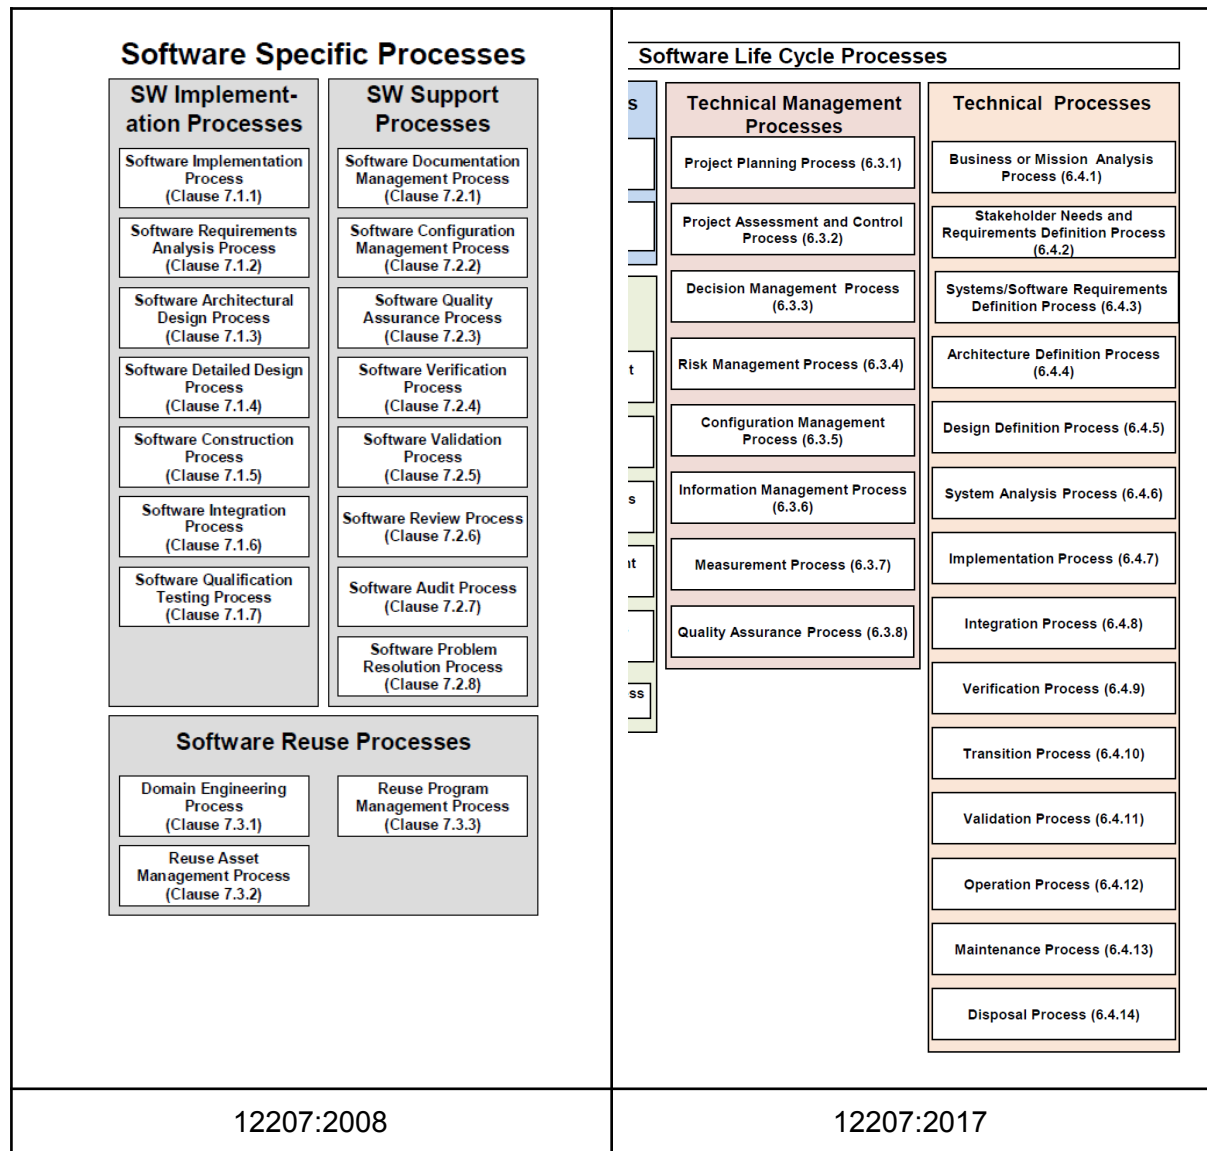 Software Specific Processes
SW Implement-
ation Processes
Software Implementation
Process
(Clause 7.1.1)
Software Requirements
Analysis Process
(Clause 7.1.2)
Software Architectural
Design Process
(Clause 7.1.3)
Software Detailed Design
Process
(Clause 7.1.4)
Software Construction
Process
(Clause 7.1.5)
Software Integration
Process
(Clause 7.1.6)
Software Qualification
Testing Process
(Clause 7.1.7)
SW Support
Processes
Software Documentation
Management Process
(Clause 7.2.1)
Software Configuration
Management Process
(Clause 7.2.2)
Software Quality
Assurance Process
(Clause 7.2.3)
Software Verification
Process
(Clause 7.2.4)
Software Validation
Process
(Clause 7.2.5)
Software Review Process
(Clause 7.2.6)
Software Audit Process
(Clause 7.2.7)
Software Problem
Resolution Process
(Clause 7.2.8)
Software Reuse Processes
Domain Engineering
Process
(Clause 7.3.1)
Reuse Asset
Management Process
(Clause 7.3.2)
Reuse Program
Management Process
(Clause 7.3.3)
12207:2008
Software Life Cycle Processes
s
t
s
nt
ss
Technical Management
Processes
Project Planning Process (6.3.1)
Project Assessment and Control
Process (6.3.2)
Decision Management Process
(6.3.3)
Risk Management Process (6.3.4)
Configuration Management
Process (6.3.5)
Information Management Process
(6.3.6)
Measurement Process (6.3.7)
Quality Assurance Process (6.3.8)
Technical Processes
Business or Mission Analysis
Process (6.4.1)
Stakeholder Needs and
Requirements Definition Process
(6.4.2)
Systems/Software Requirements
Definition Process (6.4.3)
Architecture Definition Process
(6.4.4)
Design Definition Process (6.4.5)
System Analysis Process (6.4.6)
Implementation Process (6.4.7)
Integration Process (6.4.8)
Verification Process (6.4.9)
Transition Process (6.4.10)
Validation Process (6.4.11)
Operation Process (6.4.12)
Maintenance Process (6.4.13)
Disposal Process (6.4.14)
12207:2017